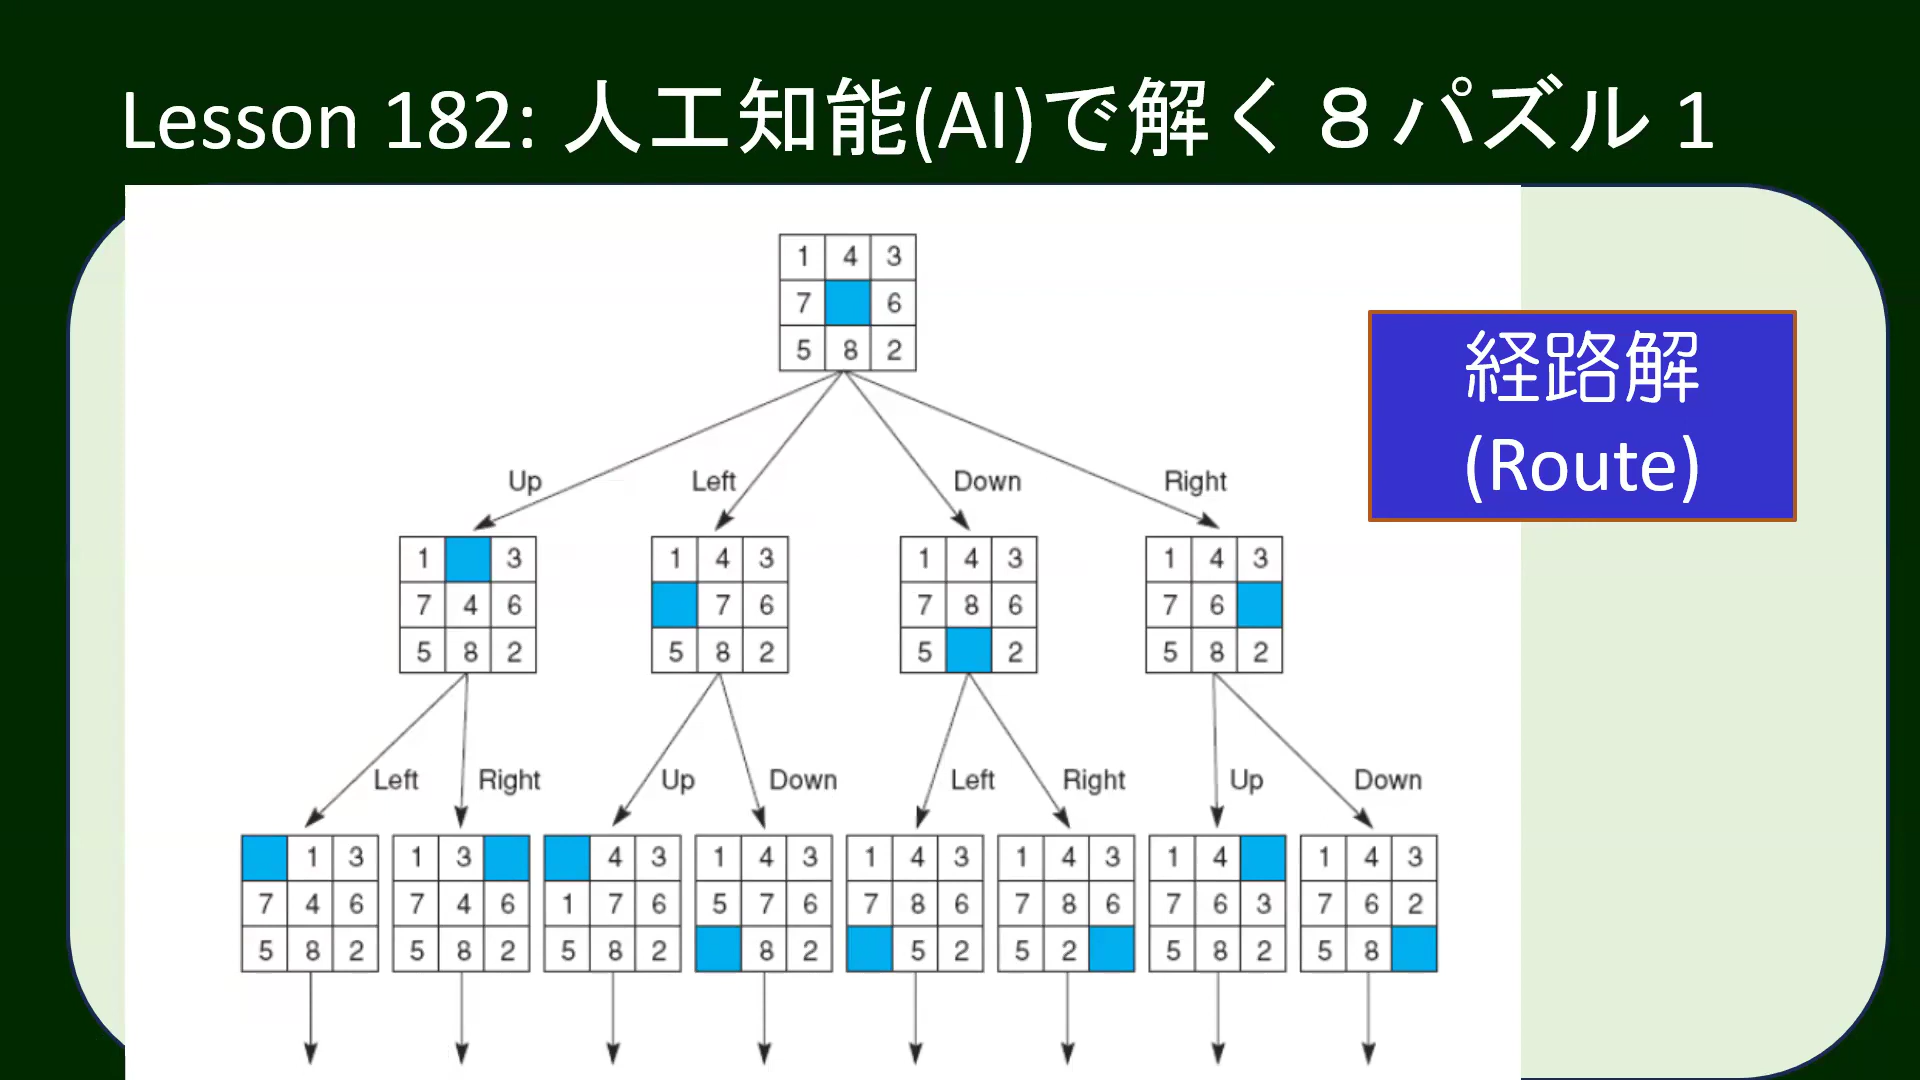 Lesson 182: 人工知能(AI)で解く８パズル 1
1 4 3
7 6
5 8 2
経路解
(Route)
Up Left Down Right
1 3 1 4 3 1 4 3 1 4 3
7 4 6 7 6 7 8 6 7 6
5 8 2 5 8 2 5 2 5 8 2
Left Right Up Down Left Right Up Down
1 3 1 3 4 3 1 4 3 1 4 3 1 4 3 1 4 1 4 3
7 4 6 7 4 6 1 7 6 5 7 6 7 8 6 7 8 6 7 6 3 7 6 2
5 8 2 5 8 2 5 8 2 8 2 5 2 5 2 5 8 2 5 8